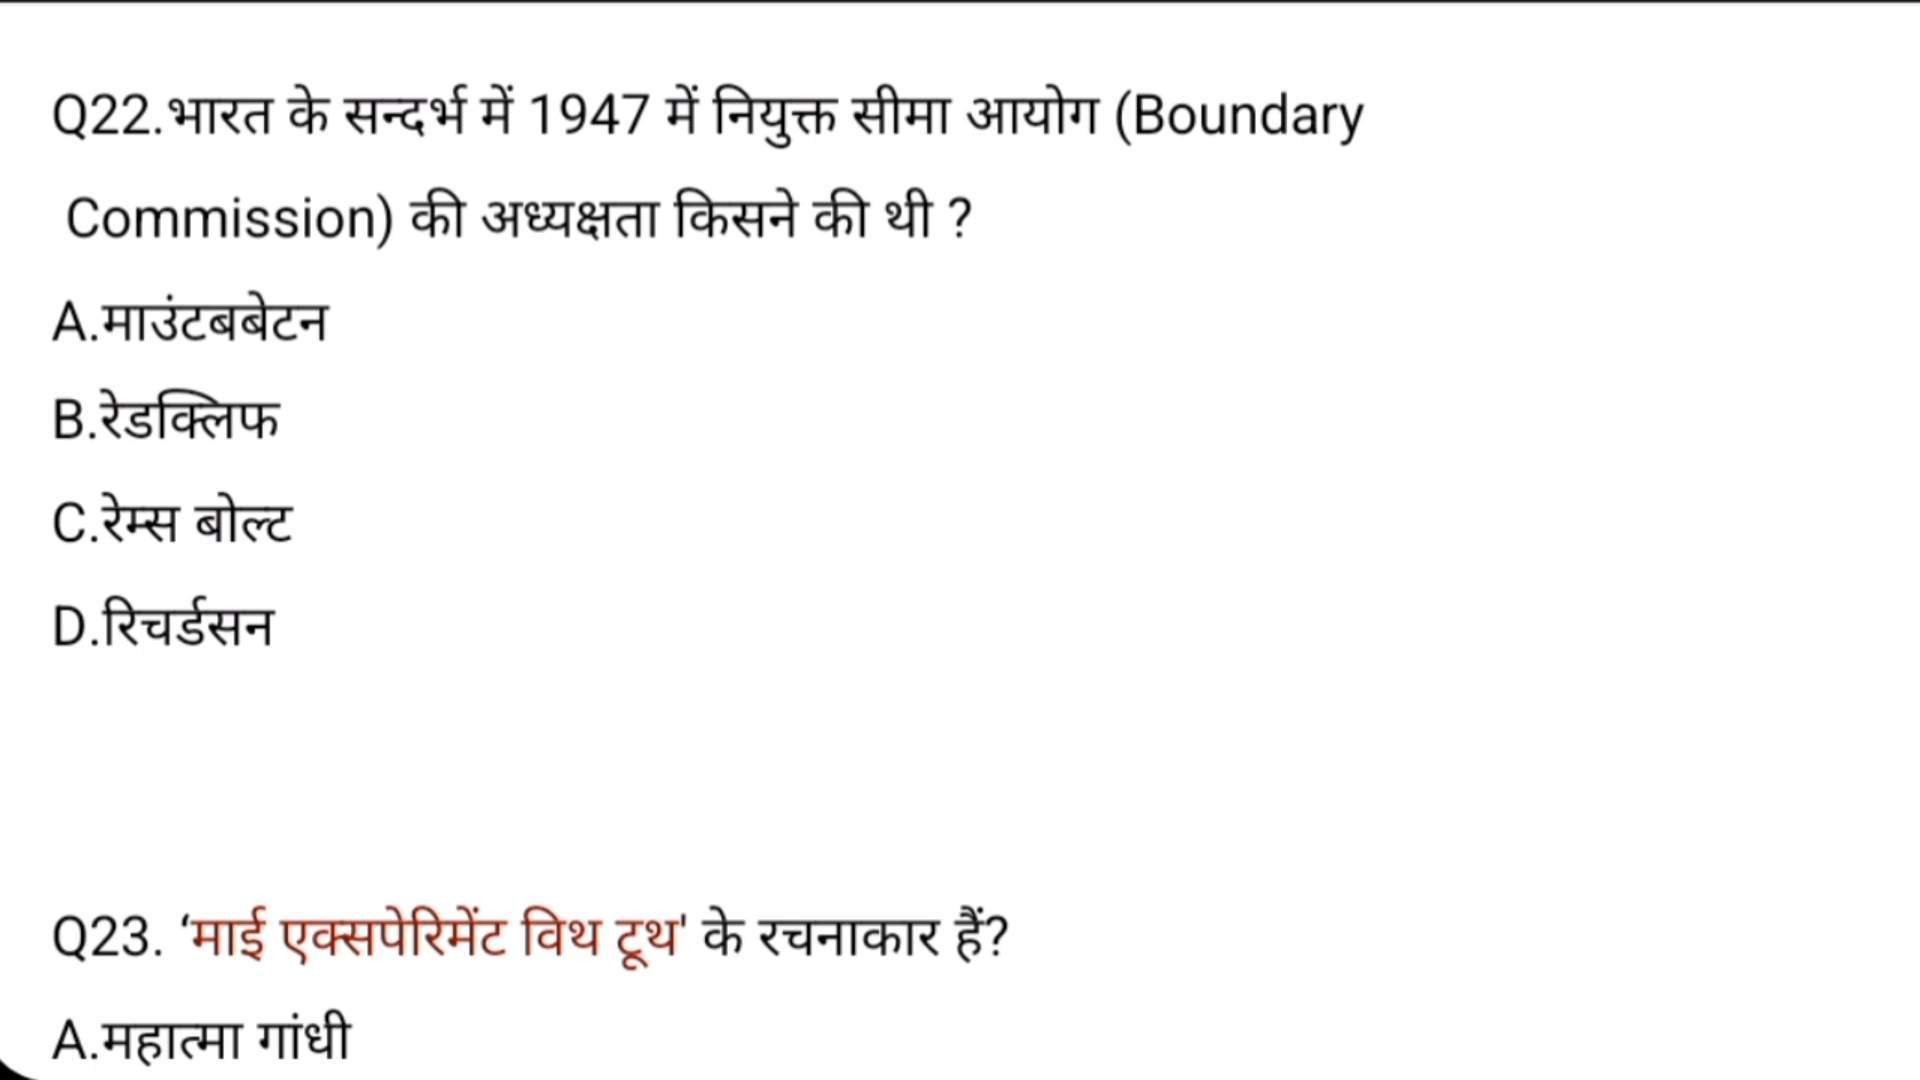 Q22.भारत के सन्दर्भ में 1947 में नियुक्त सीमा आयोग (Boundary
Commission) की अध्यक्षता किसने की थी ?
A.माउंटबबेटन
B.रेडक्लिफ
C.रेम्स बोल्ट
D.रिचर्डसन
Q23. ‘माई एक्सपेरिमेंट विथ टूथ' के रचनाकार हैं?
A.महात्मा गांधी